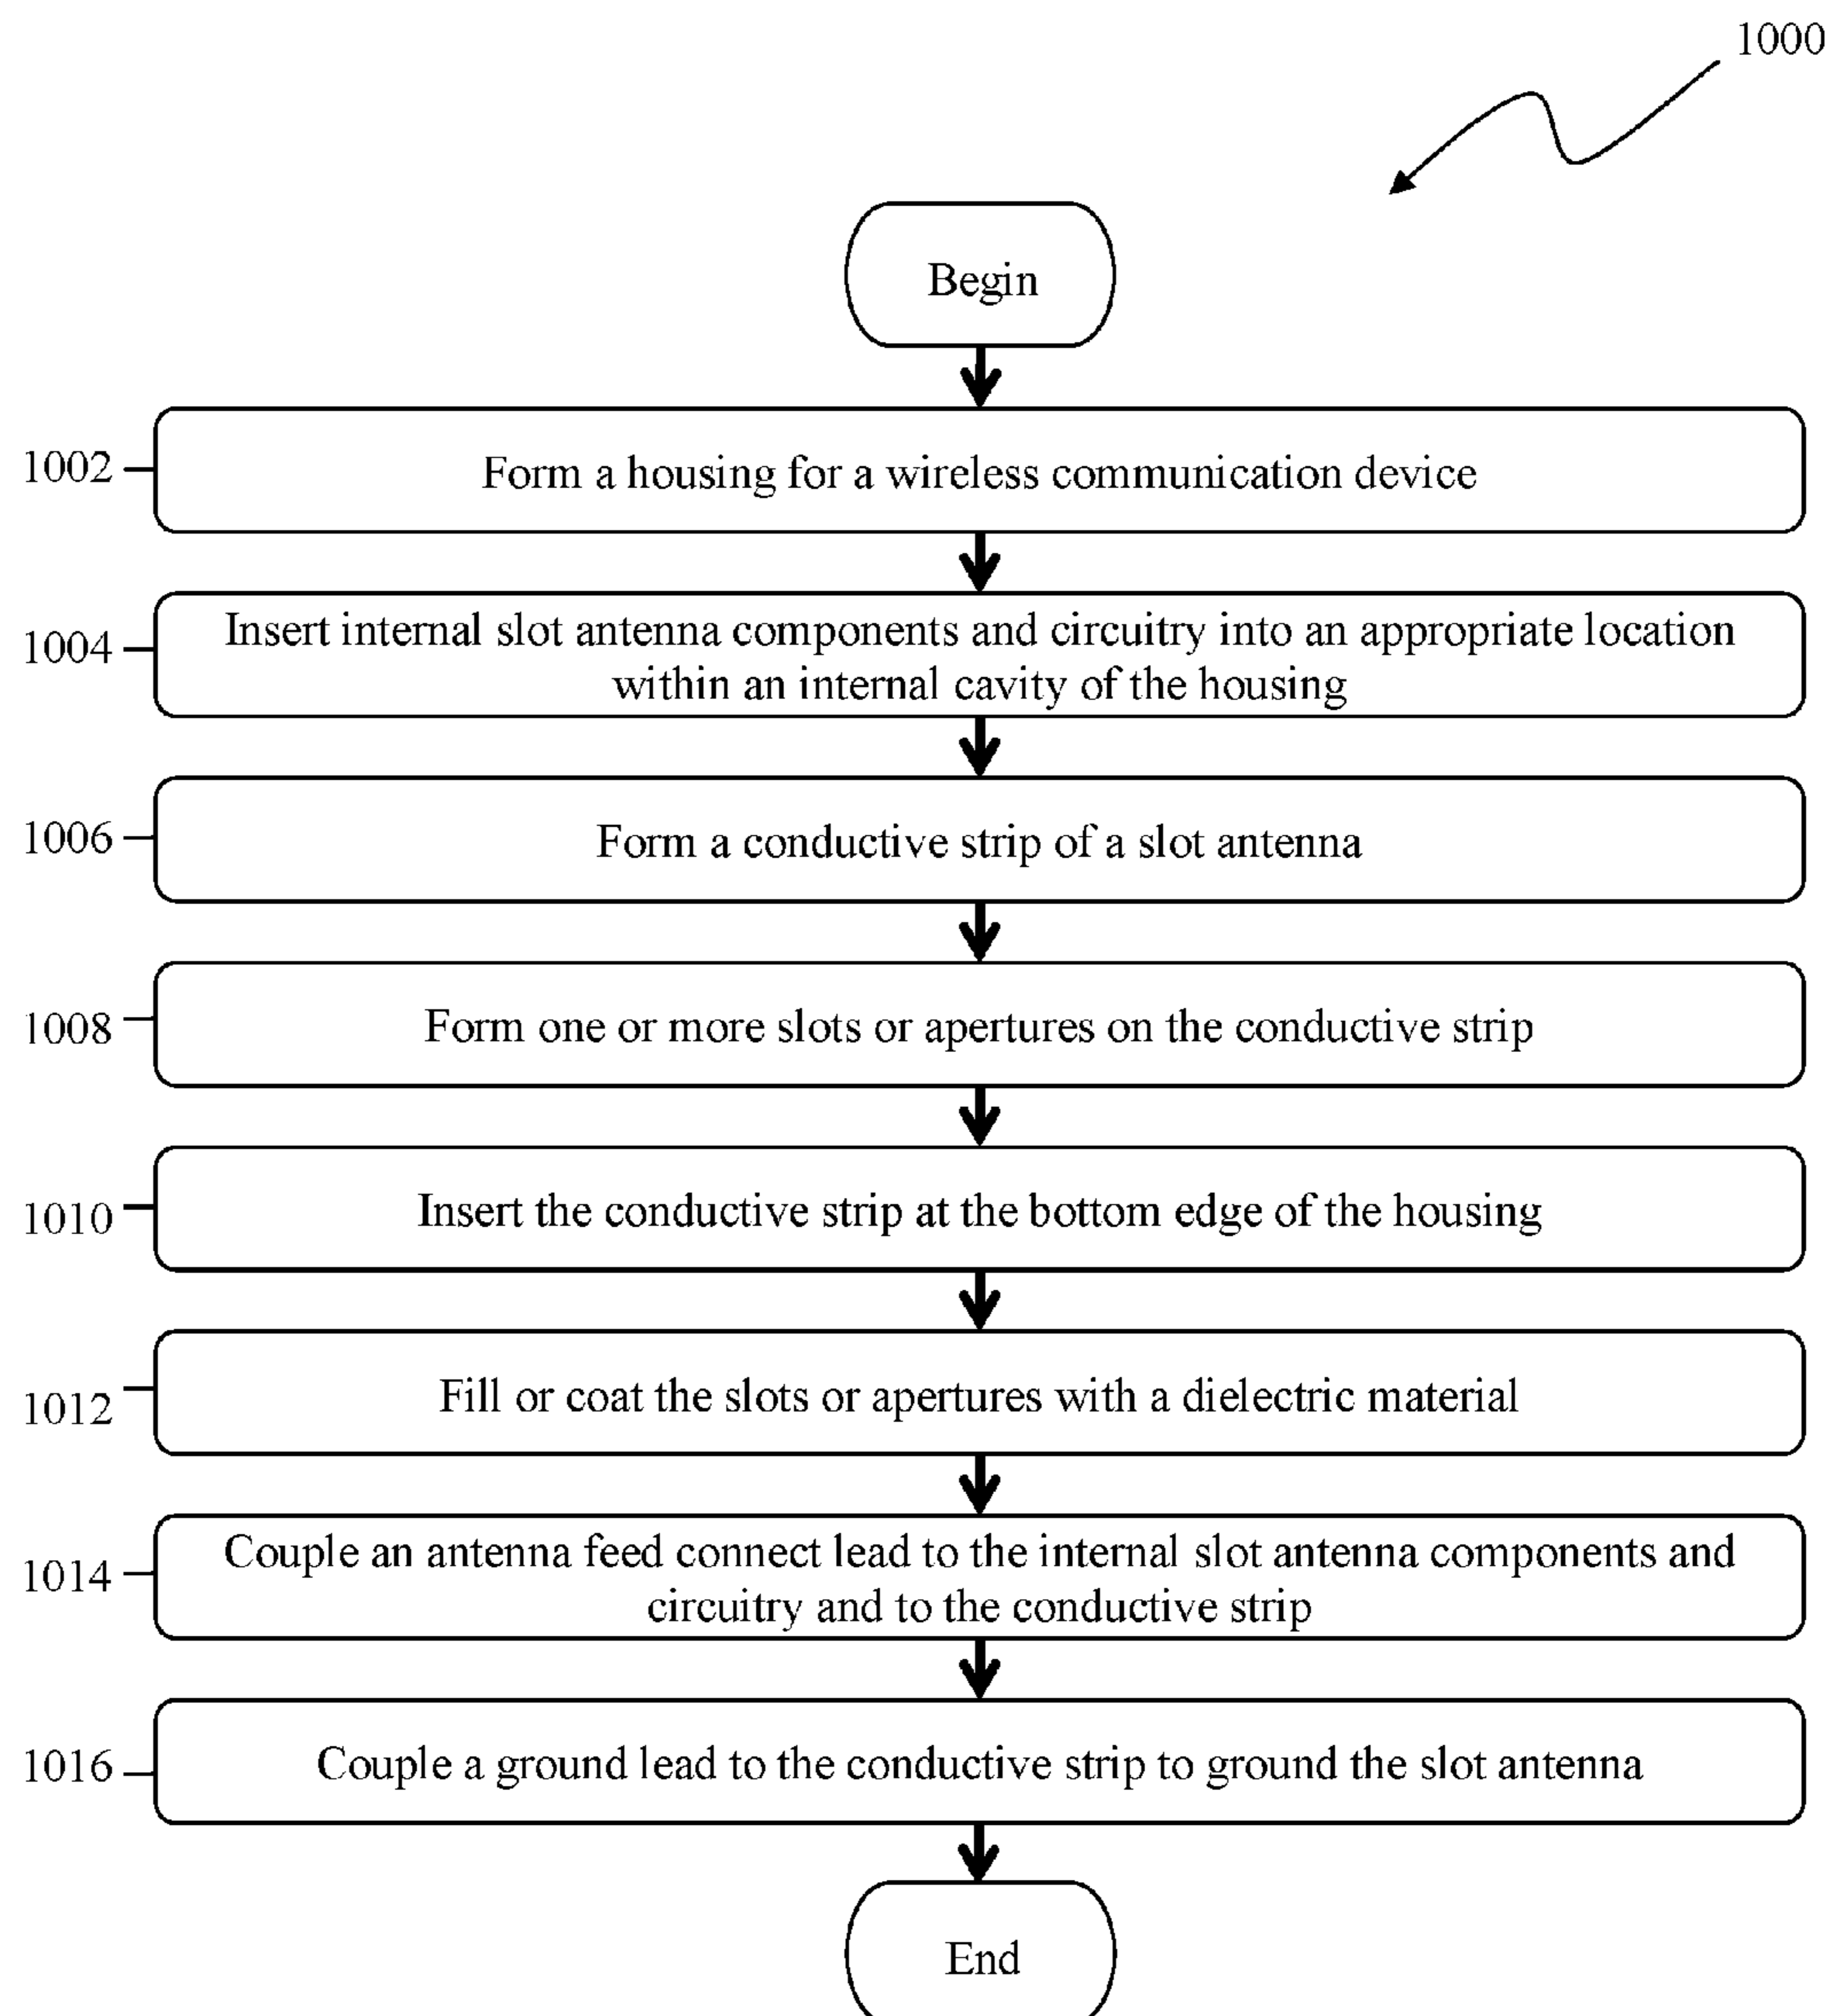 1000
Begin
1002
Form a housing for a wireless communication device
1004
Insert internal slot antenna components and circuitry into an appropriate location
within an internal cavity of the housing
1006
Form a conductive strip of a slot antenna
1008
Form one or more slots or apertures on the conductive strip
1010
Insert the conductive strip at the bottom edge of the housing
1012
Fill or coat the slots or apertures with a dielectric material
1014
Couple an antenna feed connect lead to the internal slot antenna components and
circuitry and to the conductive strip
1016
Couple a ground lead to the conductive strip to ground the slot antenna
End